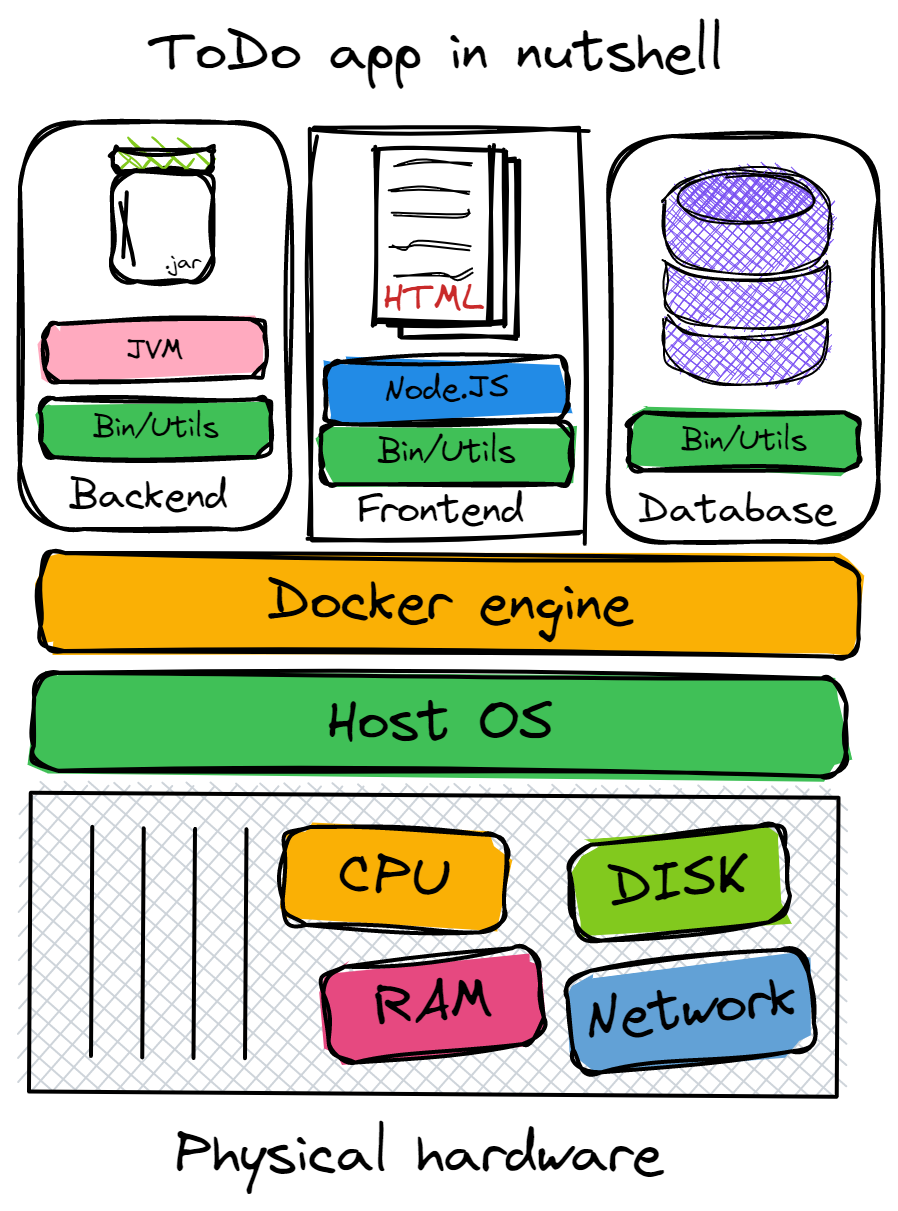 ToDo app in nutshell
.jar
JVM
Bin/Utils
Backend
HTML
Node.JS
Bin/Utils
Frontend
Bin/Utils
Database
Docker engine
Host OS
CPU
DISK
RAM
Network
Physical hardware